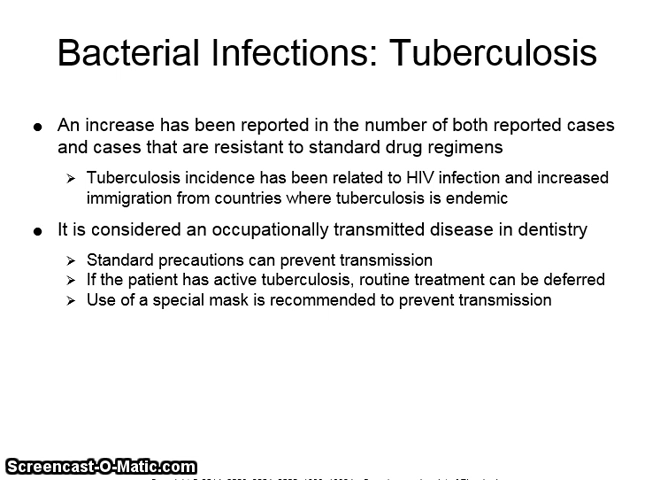 Bacterial Infections: Tuberculosis
● An increase has been reported in the number of both reported cases
and cases that are resistant to standard drug regimens
➢ Tuberculosis incidence has been related to HIV infection and increased
immigration from countries where tuberculosis is endemic
● It is considered an occupationally transmitted disease in dentistry
➢ Standard precautions can prevent transmission
➢ If the patient has active tuberculosis, routine treatment can be deferred
➢ Use of a special mask is recommended to prevent transmission
Screencast-O-Matic.com